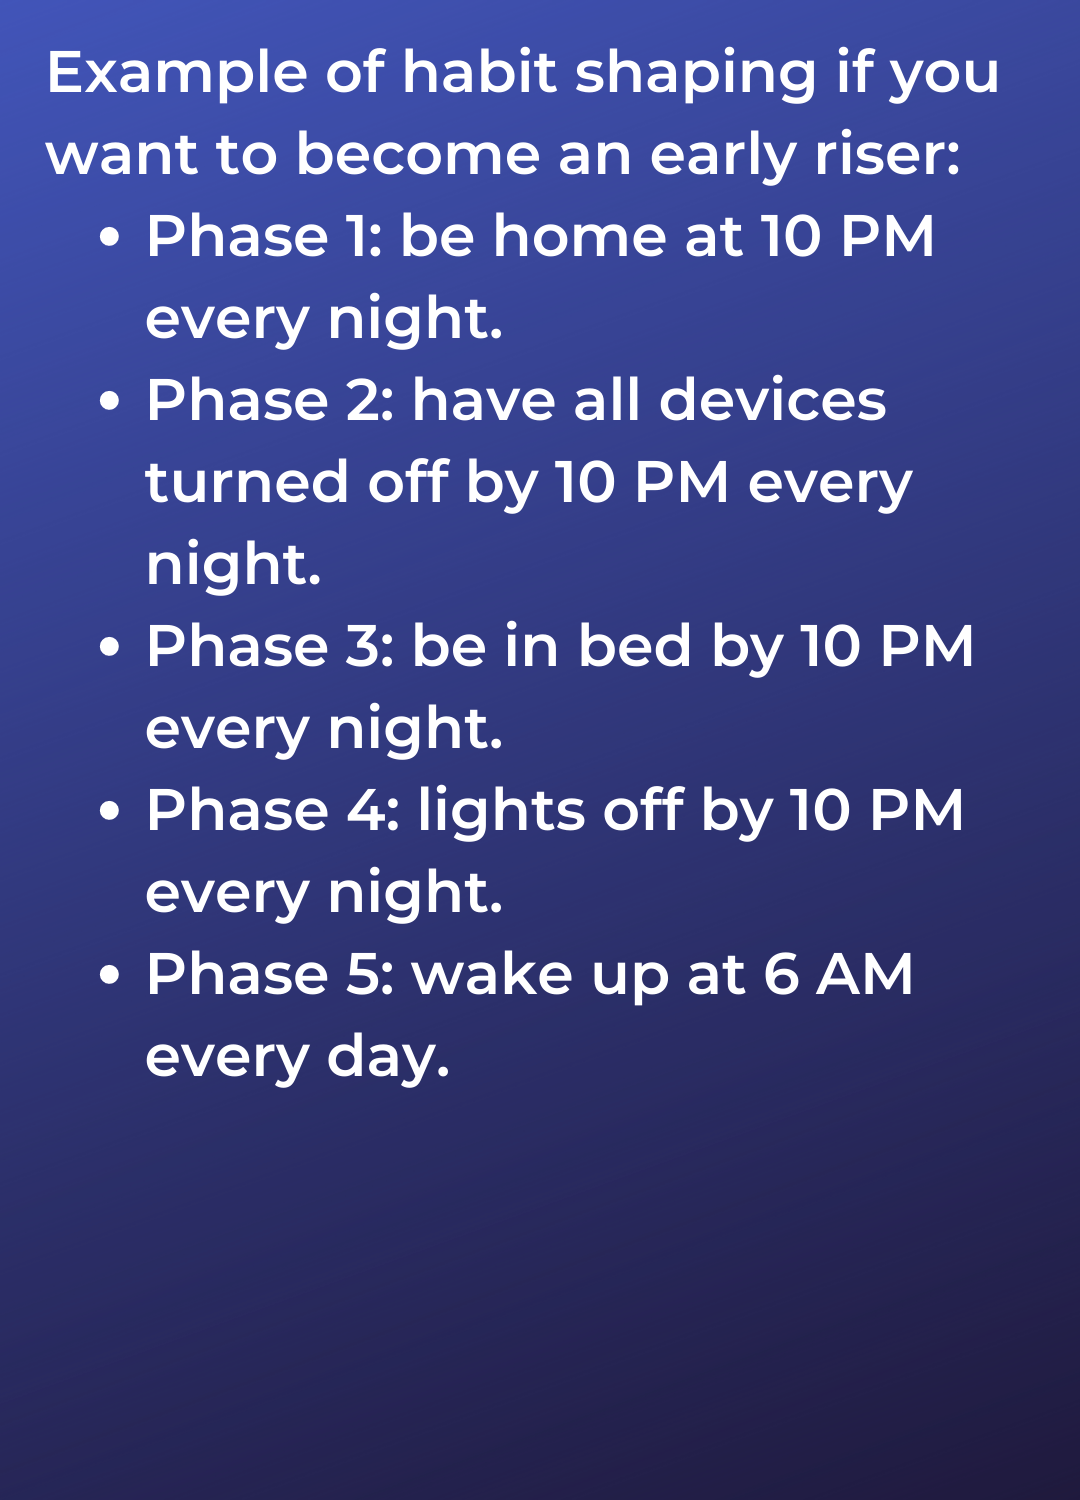 Example of habit shaping if you
want to become an early riser:
• Phase 1: be home at 10 PM
every night.
• Phase 2: have all devices
turned off by 10 PM every
night.
• Phase 3: be in bed by 10 PM
every night.
• Phase 4: lights off by 10 PM
every night.
• Phase 5: wake up at 6 AM
every day.